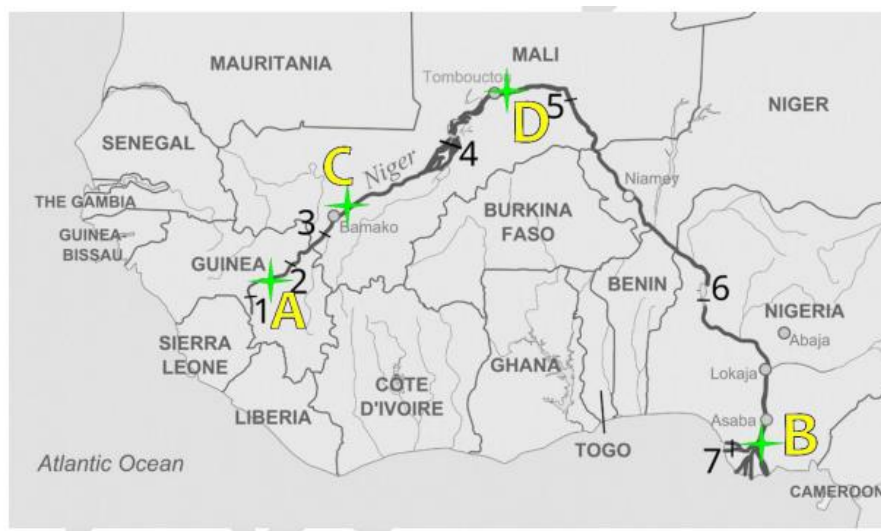 MAURITANIA
MALI
Tombouctou
NIGER
D
5
SENEGAL
4
C
Niger
THE GAMBIA
Niamey
BURKINA
FASO
GUINEA-
BISSAU
3
Bamako
GUINEA
2
BENIN
6
1
A
NIGERIA
SIERRA
LEONE
Abaja
GHANA
Lokaja
CÔTE
D'IVOIRE
LIBERIA
Asaba
B
TOGO
7
Atlantic Ocean
CAMEROON